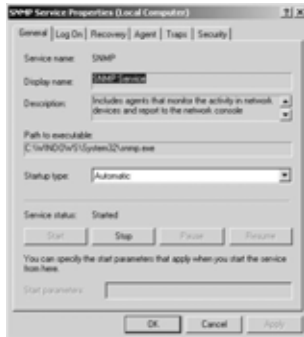 SNMP Service Properties (Local Computer)
General Log On Recovery Agent Traps Security
Service name: SNMP
Display name: SNMP Service
Description: Includes agents that monitor the activity in network
devices and report to the network console
Path to executable:
C:\WINDOWS\System32\snmp.exe
Startup type: Automatic
Service status: Started
Start Stop Pause Resume
You can specify the start parameters that apply when you start the service
from here.
Start parameters:
OK Cancel Apply